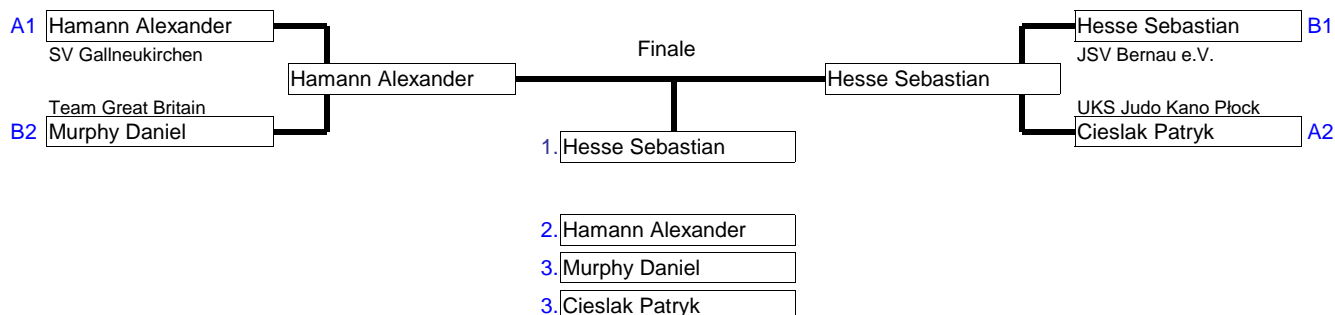 A1 Hamann Alexander
SV Gallneukirchen
Hesse Sebastian B1
JSV Bernau e.V.
Finale
Hamann Alexander
Hesse Sebastian
Team Great Britain
B2 Murphy Daniel
UKS Judo Kano Płock
Cieslak Patryk A2
1. Hesse Sebastian
2. Hamann Alexander
3. Murphy Daniel
3. Cieslak Patryk